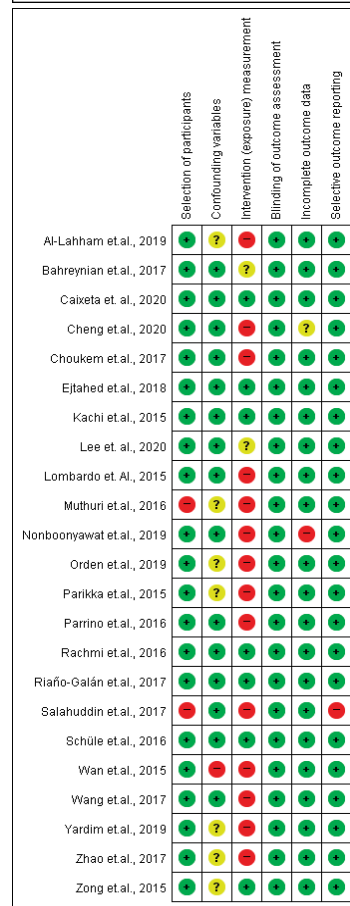 Selection of participants
Confounding variables
Intervention (exposure) measurement
Blinding of outcome assessment
Incomplete outcome data
Selective outcome reporting
Al-Lahham et.al., 2019 + ? - + + +
Bahreynian et.al., 2017 + + ? + + +
Caixeta et. al., 2020 + + + + + +
Cheng et.al., 2020 + + - + ? +
Choukem et.al., 2017 + + - + + +
Ejtahed et.al., 2018 + + + + + +
Kachi et.al., 2015 + + + + + +
Lee et. al., 2020 + + ? + + +
Lombardo et. Al., 2015 + + - + + +
Muthuri et.al., 2016 - ? - + + +
Nonboonyawat et.al., 2019 + + - + - +
Orden et.al., 2019 + ? - + + +
Parikka et.al., 2015 + ? - + + +
Parrino et.al., 2016 + + - + + +
Rachmi et.al., 2016 + + + + + +
Riaño-Galán et.al., 2017 + + + + + +
Salahuddin et.al., 2017 - + - + + -
Schüle et.al., 2016 + + + + + +
Wan et.al., 2015 + - - + + +
Wang et.al., 2017 + + - + + +
Yardim et.al., 2019 + ? - + + +
Zhao et.al., 2017 + ? - + + +
Zong et.al., 2015 + ? + + + +